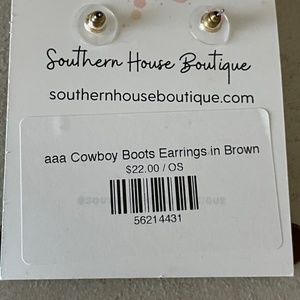 Southern House Boutique
southernhouseboutique.com
aaa Cowboy Boots Earrings in Brown
$22.00 / OS
56214431